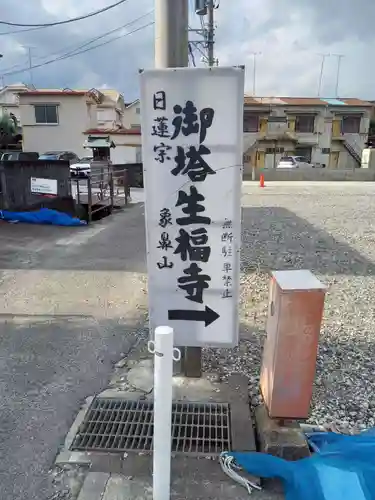 無断駐車禁止
御塔生福寺
日蓮宗
象鼻山